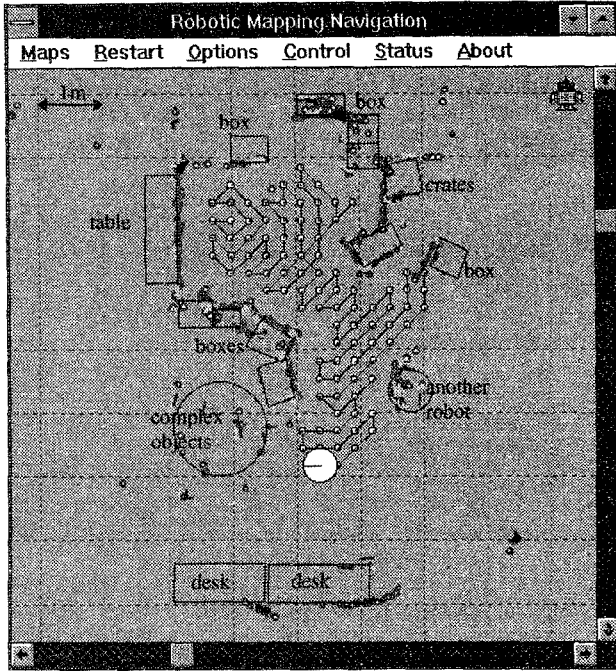 Robotic Mapping Navigation
Maps Restart Options Control Status About
1m
box
box
crates
table
box
boxes
another
robot
complex
objects
desk desk